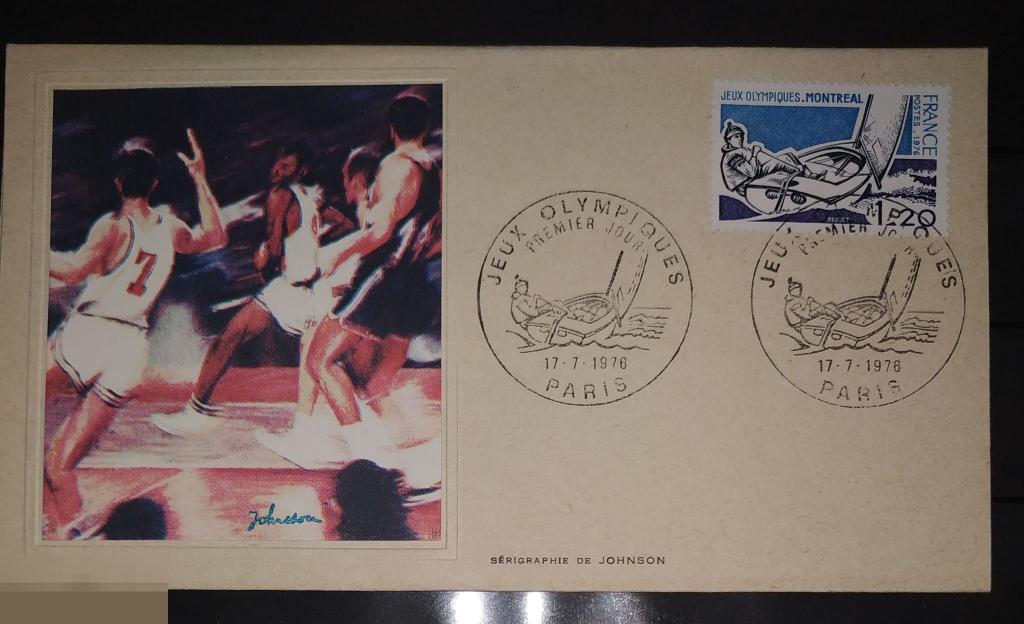 JEUX OLYMPIQUES.MONTREAL
FRANCE
POSTES 1976
1,20
BEQUET
JEUX OLYMPIQUES
PREMIER JOUR
17·7·1976
PARIS
JEUX OLYMPIQUES
PREMIER JOUR
17·7·1976
PARIS
7
Johnson
SÉRIGRAPHIE DE JOHNSON